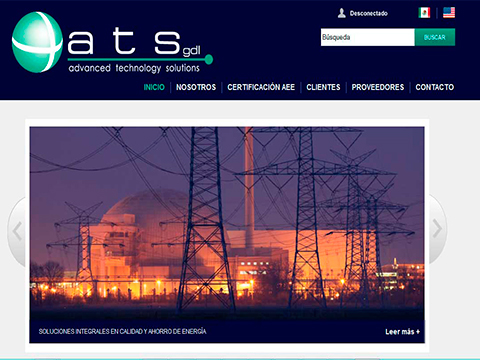 Desconectado
ats gdl
advanced technology solutions
Búsqueda
BUSCAR
INICIO NOSOTROS CERTIFICACIÓN AEE CLIENTES PROVEEDORES CONTACTO
SOLUCIONES INTEGRALES EN CALIDAD Y AHORRO DE ENERGÍA
Leer más +